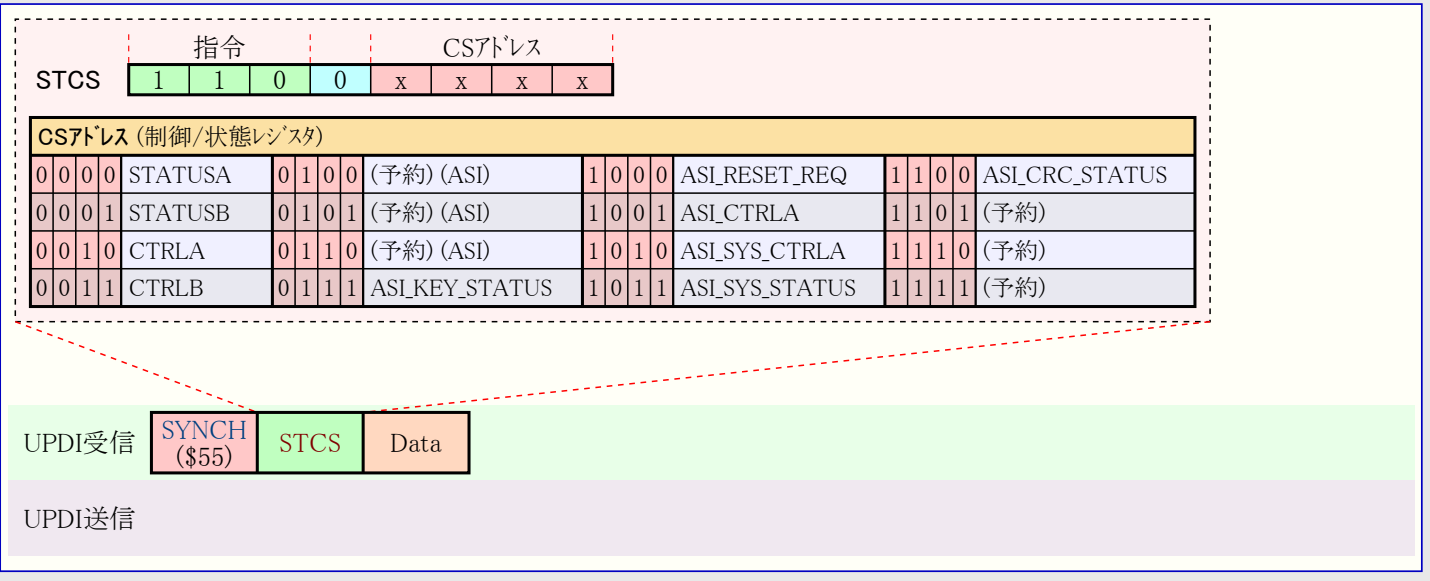 指令 CSアドレス
STCS 1 1 0 0 x x x x
CSアドレス (制御/状態レジスタ)
0 0 0 0 STATUSA 0 1 0 0 (予約) (ASI) 1 0 0 0 ASI_RESET_REQ 1 1 0 0 ASI_CRC_STATUS
0 0 0 1 STATUSB 0 1 0 1 (予約) (ASI) 1 0 0 1 ASI_CTRLA 1 1 0 1 (予約)
0 0 1 0 CTRLA 0 1 1 0 (予約) (ASI) 1 0 1 0 ASI_SYS_CTRLA 1 1 1 0 (予約)
0 0 1 1 CTRLB 0 1 1 1 ASI_KEY_STATUS 1 0 1 1 ASI_SYS_STATUS 1 1 1 1 (予約)
UPDI受信 SYNCH ($55) STCS Data
UPDI送信